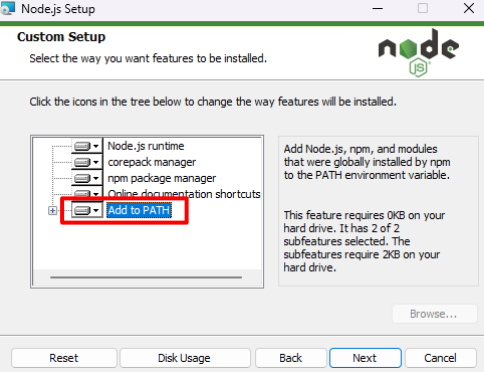 Node.js Setup
Custom Setup
Select the way you want features to be installed.
node
JS
Click the icons in the tree below to change the way features will be installed.
Node.js runtime
corepack manager
npm package manager
Online documentation shortcuts
Add to PATH
Add Node.js, npm, and modules
that were globally installed by npm
to the PATH environment variable.
This feature requires 0KB on your
hard drive. It has 2 of 2
subfeatures selected. The
subfeatures require 2KB on your
hard drive.
Browse...
Reset
Disk Usage
Back
Next
Cancel